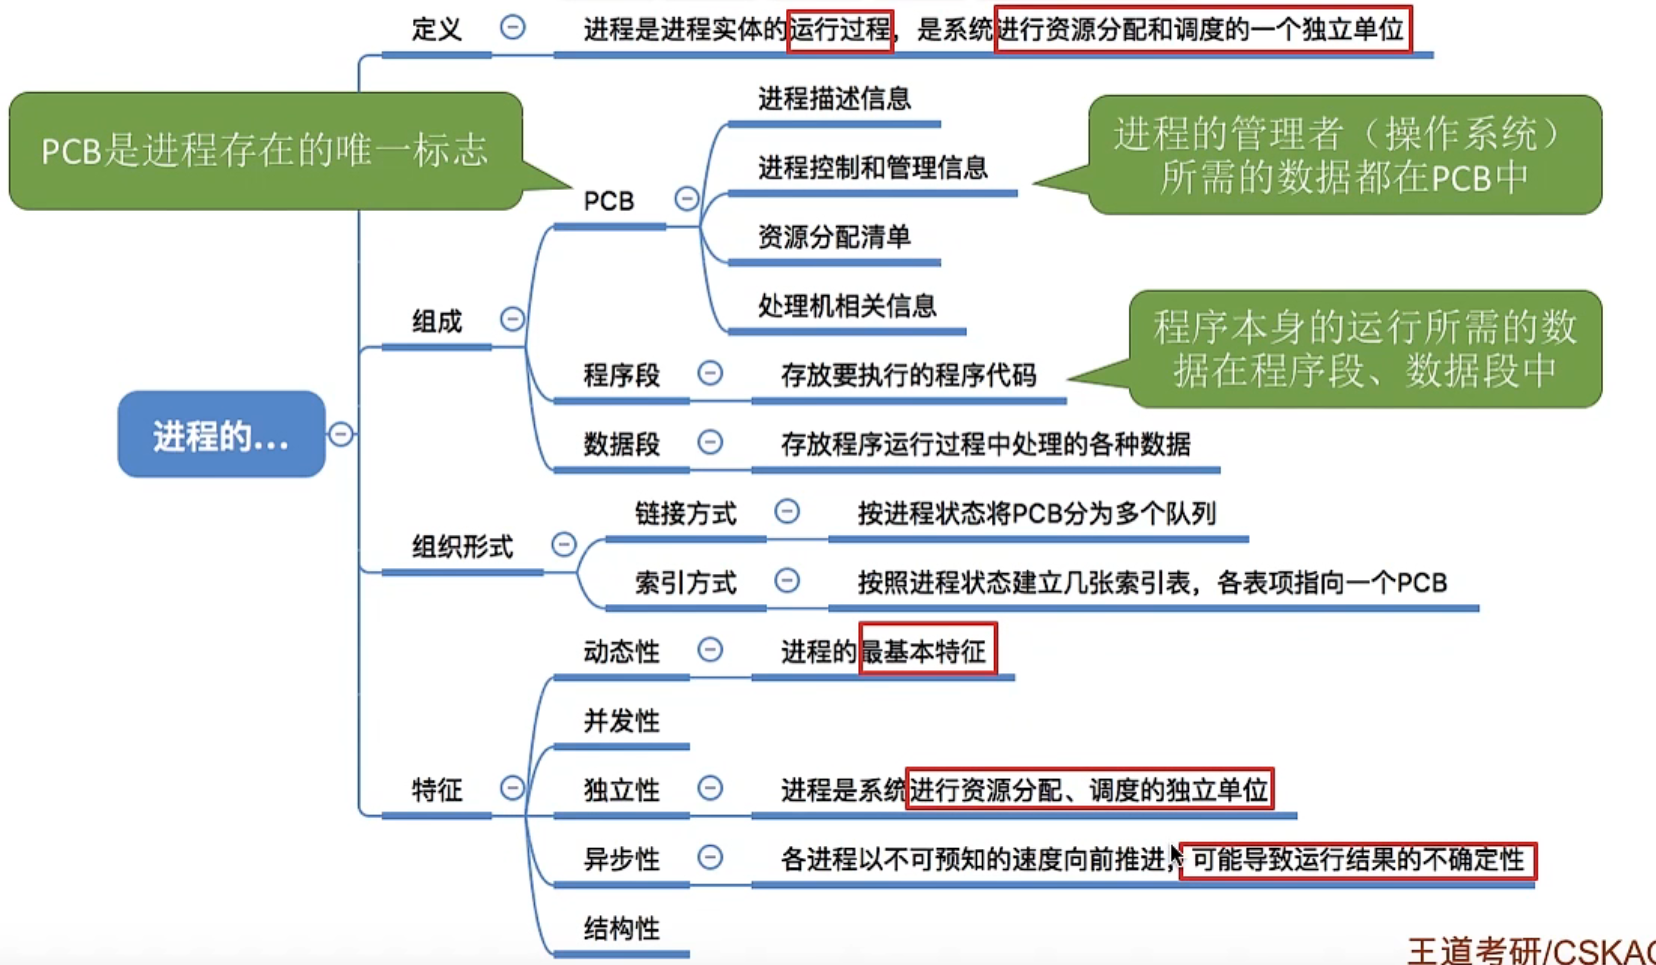 定义
进程是进程实体的运行过程，是系统进行资源分配和调度的一个独立单位
PCB是进程存在的唯一标志
进程描述信息
进程控制和管理信息
进程的管理者（操作系统）
所需的数据都在PCB中
PCB
资源分配清单
处理机相关信息
组成
程序段
存放要执行的程序代码
程序本身的运行所需的数
据在程序段、数据段中
数据段
存放程序运行过程中处理的各种数据
进程的...
组织形式
链接方式
按进程状态将PCB分为多个队列
索引方式
按照进程状态建立几张索引表，各表项指向一个PCB
动态性
进程的最基本特征
并发性
特征
独立性
进程是系统进行资源分配、调度的独立单位
异步性
各进程以不可预知的速度向前推进，可能导致运行结果的不确定性
结构性
王道考研/CSKAO